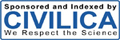 Sponsored and Indexed by
CIVILICA
We Respect the Science